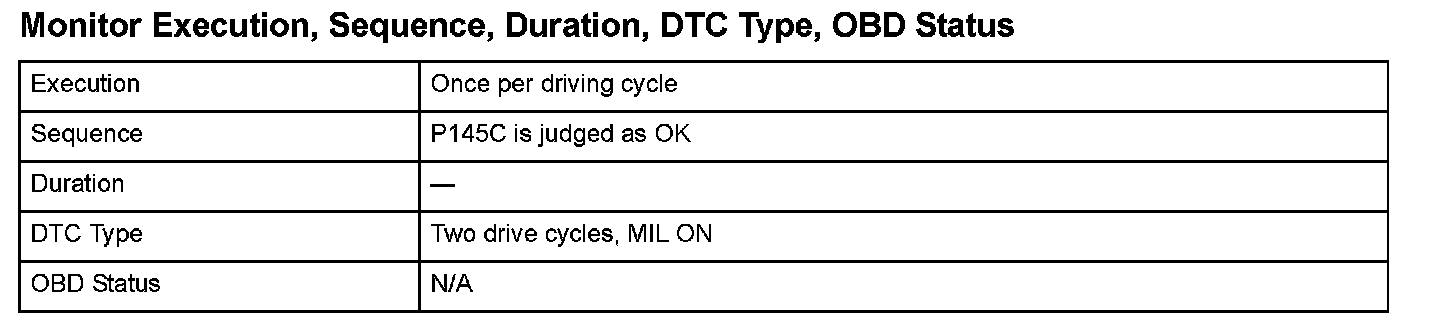 Monitor Execution, Sequence, Duration, DTC Type, OBD Status
Execution Once per driving cycle
Sequence P145C is judged as OK
Duration —
DTC Type Two drive cycles, MIL ON
OBD Status N/A